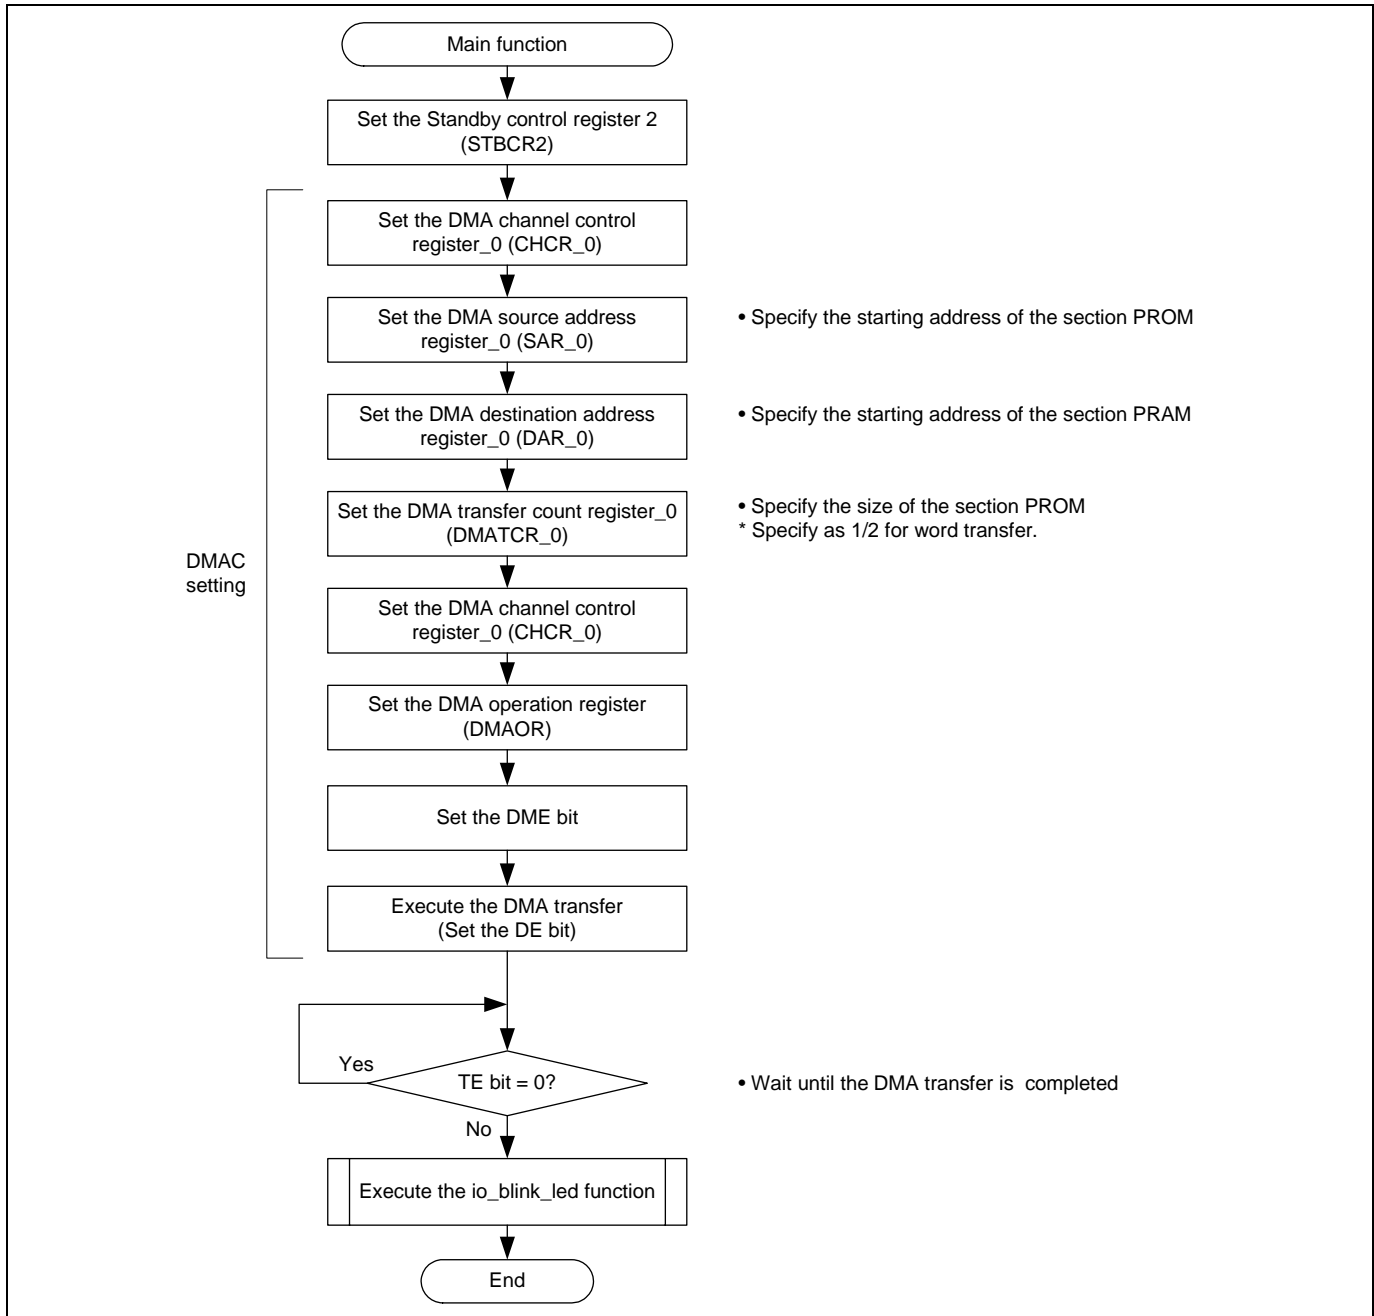 Main function
Set the Standby control register 2
(STBCR2)
Set the DMA channel control
register_0 (CHCR_0)
Set the DMA source address
register_0 (SAR_0)
• Specify the starting address of the section PROM
Set the DMA destination address
register_0 (DAR_0)
• Specify the starting address of the section PRAM
Set the DMA transfer count register_0
(DMATCR_0)
• Specify the size of the section PROM
* Specify as 1/2 for word transfer.
DMAC
setting
Set the DMA channel control
register_0 (CHCR_0)
Set the DMA operation register
(DMAOR)
Set the DME bit
Execute the DMA transfer
(Set the DE bit)
Yes
TE bit = 0?
• Wait until the DMA transfer is  completed
No
Execute the io_blink_led function
End